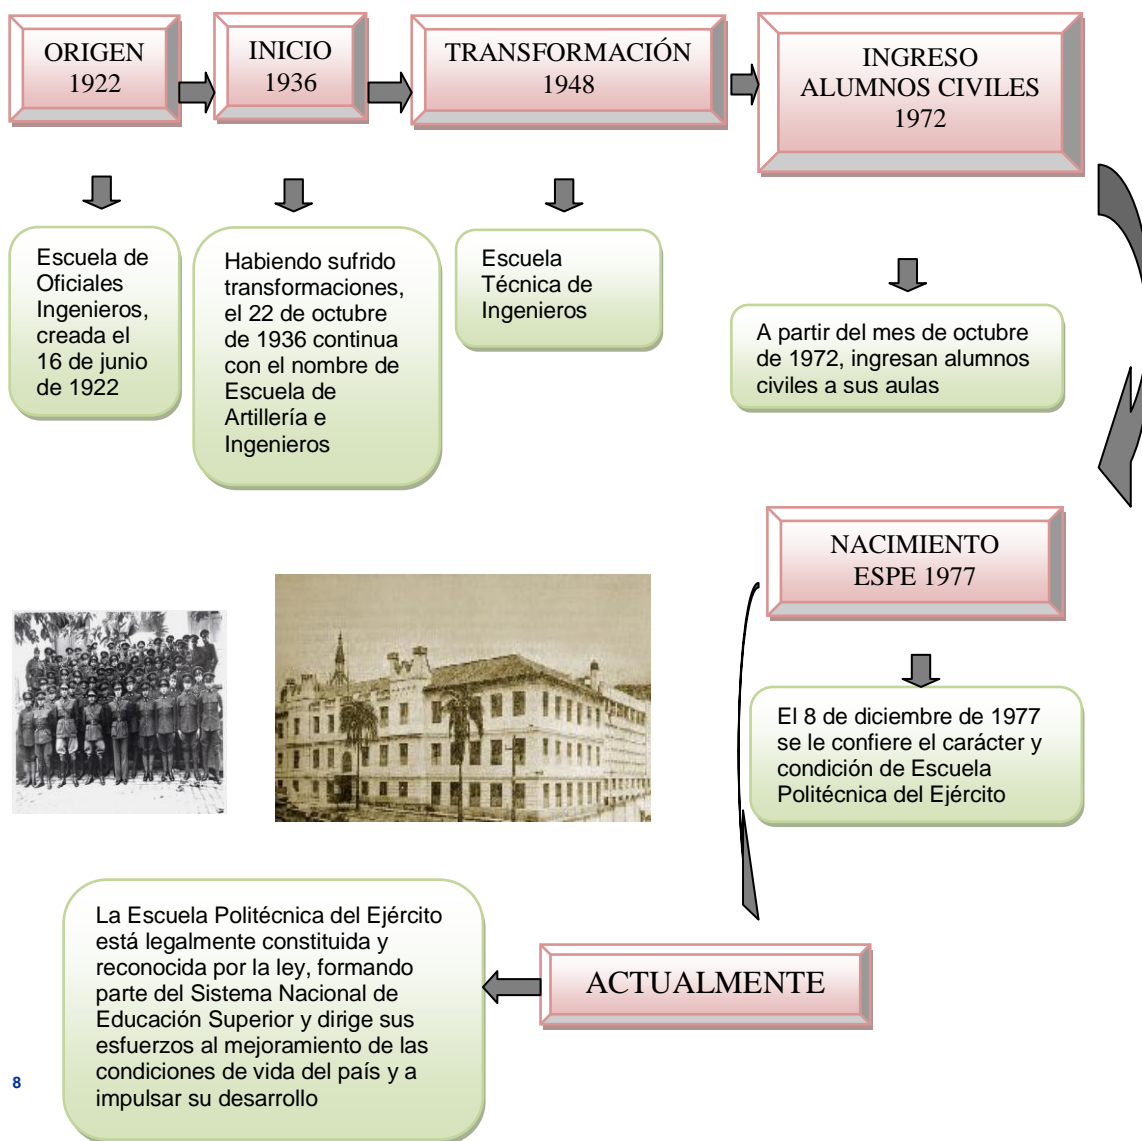 ORIGEN
1922
INICIO
1936
TRANSFORMACIÓN
1948
INGRESO
ALUMNOS CIVILES
1972
Escuela de
Oficiales
Ingenieros,
creada el
16 de junio
de 1922
Habiendo sufrido
transformaciones,
el 22 de octubre
de 1936 continua
con el nombre de
Escuela de
Artillería e
Ingenieros
Escuela
Técnica de
Ingenieros
A partir del mes de octubre
de 1972, ingresan alumnos
civiles a sus aulas
NACIMIENTO
ESPE 1977
El 8 de diciembre de 1977
se le confiere el carácter y
condición de Escuela
Politécnica del Ejército
ACTUALMENTE
La Escuela Politécnica del Ejército
está legalmente constituida y
reconocida por la ley, formando
parte del Sistema Nacional de
Educación Superior y dirige sus
esfuerzos al mejoramiento de las
condiciones de vida del país y a
impulsar su desarrollo
8